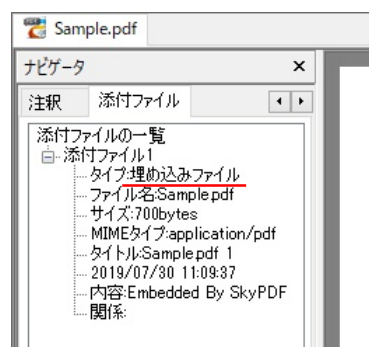 Sample.pdf
ナビゲータ
注釈 添付ファイル
添付ファイルの一覧
添付ファイル1
タイプ:埋め込みファイル
ファイル名:Sample.pdf
サイズ:700bytes
MIMEタイプ:application/pdf
タイトル:Sample.pdf 1
2019/07/30 11:09:37
内容:Embedded By SkyPDF
関係: